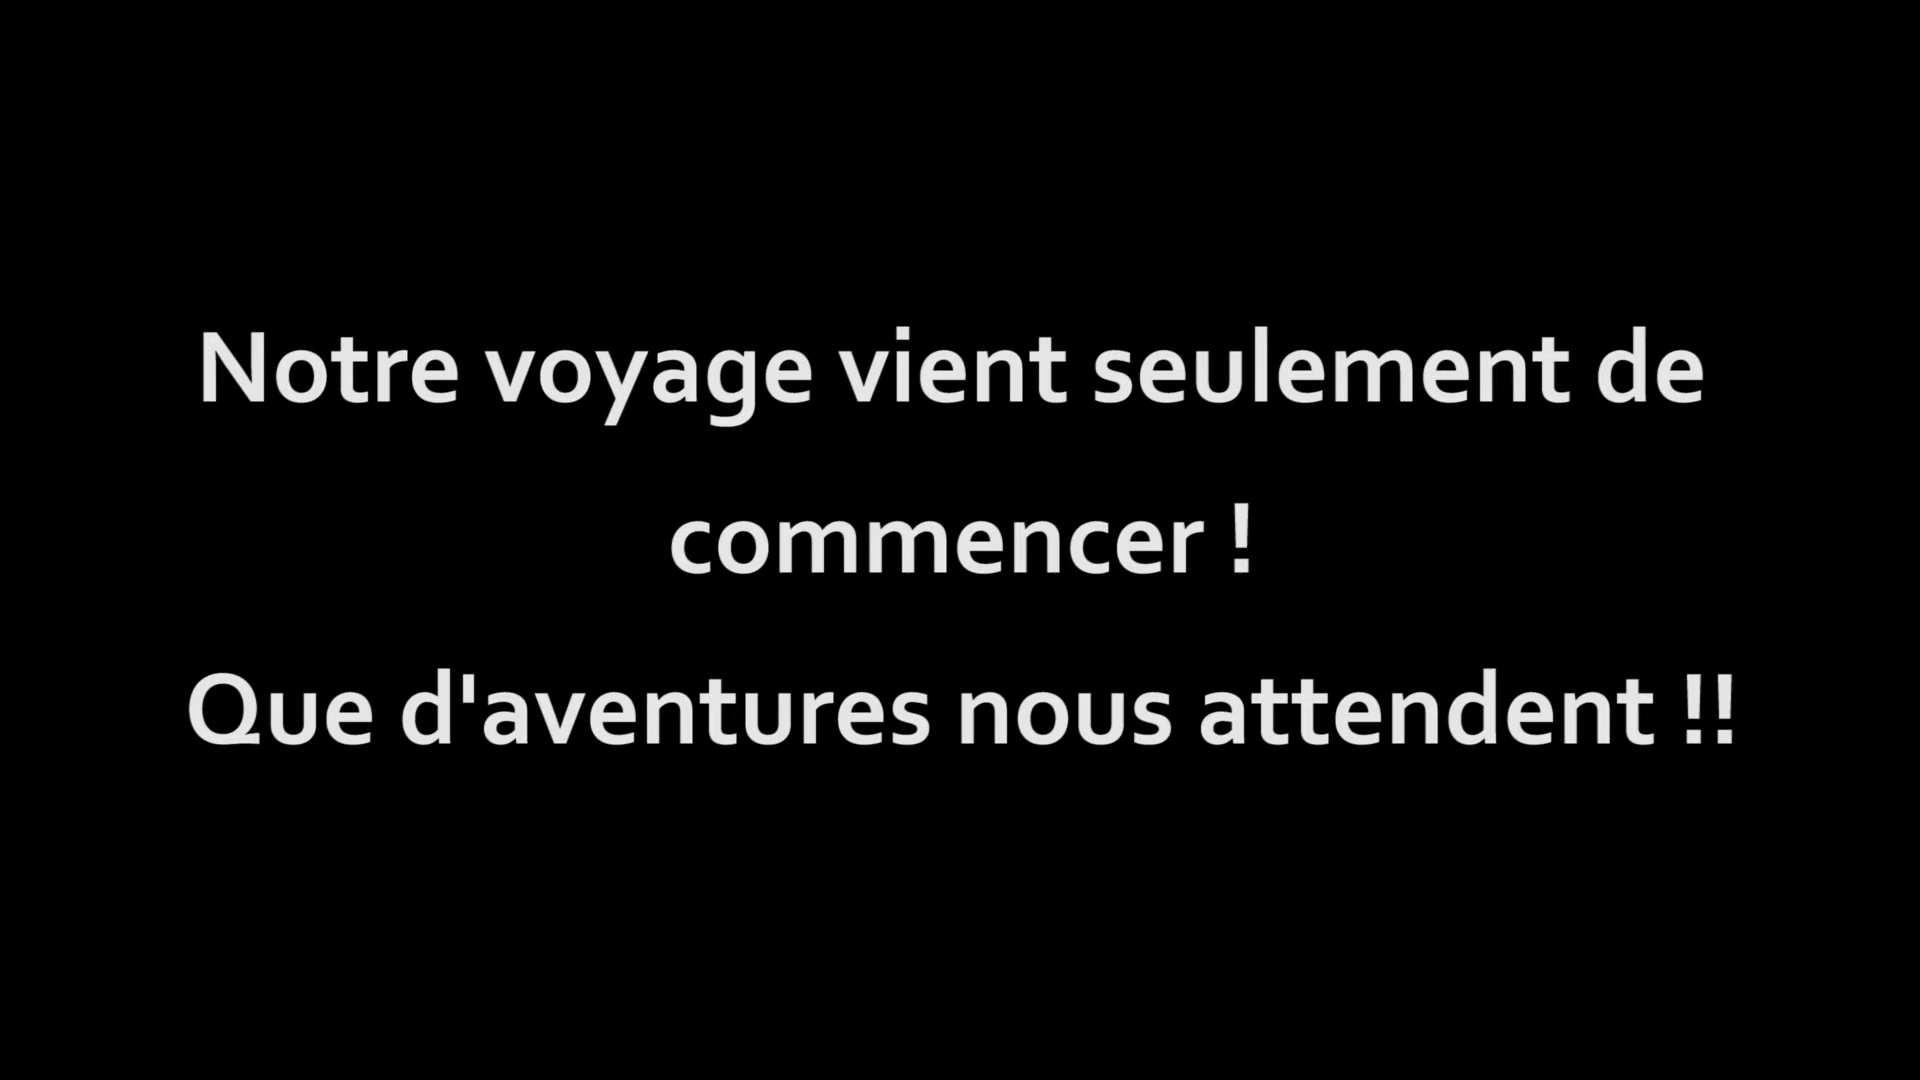 Notre voyage vient seulement de
commencer !
Que d'aventures nous attendent !!